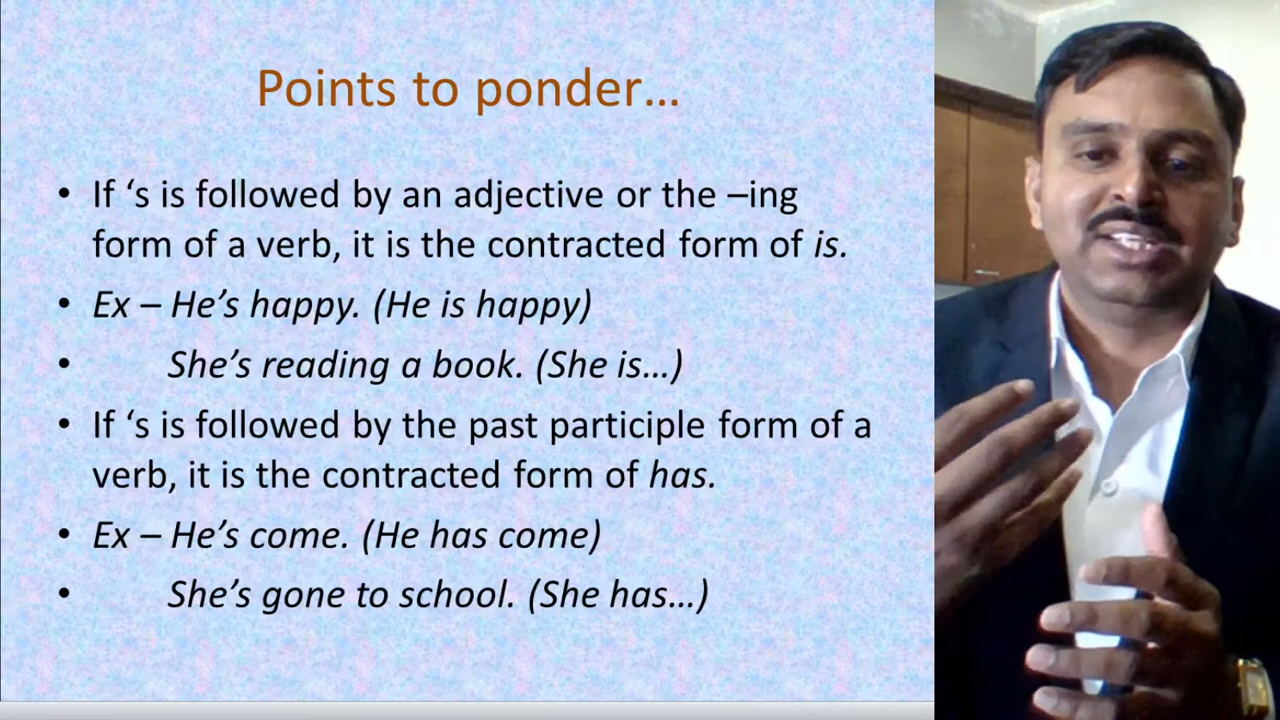 Points to ponder...
• If ‘s is followed by an adjective or the –ing
form of a verb, it is the contracted form of is.
• Ex – He’s happy. (He is happy)
• She’s reading a book. (She is...)
• If ‘s is followed by the past participle form of a
verb, it is the contracted form of has.
• Ex – He’s come. (He has come)
• She’s gone to school. (She has...)